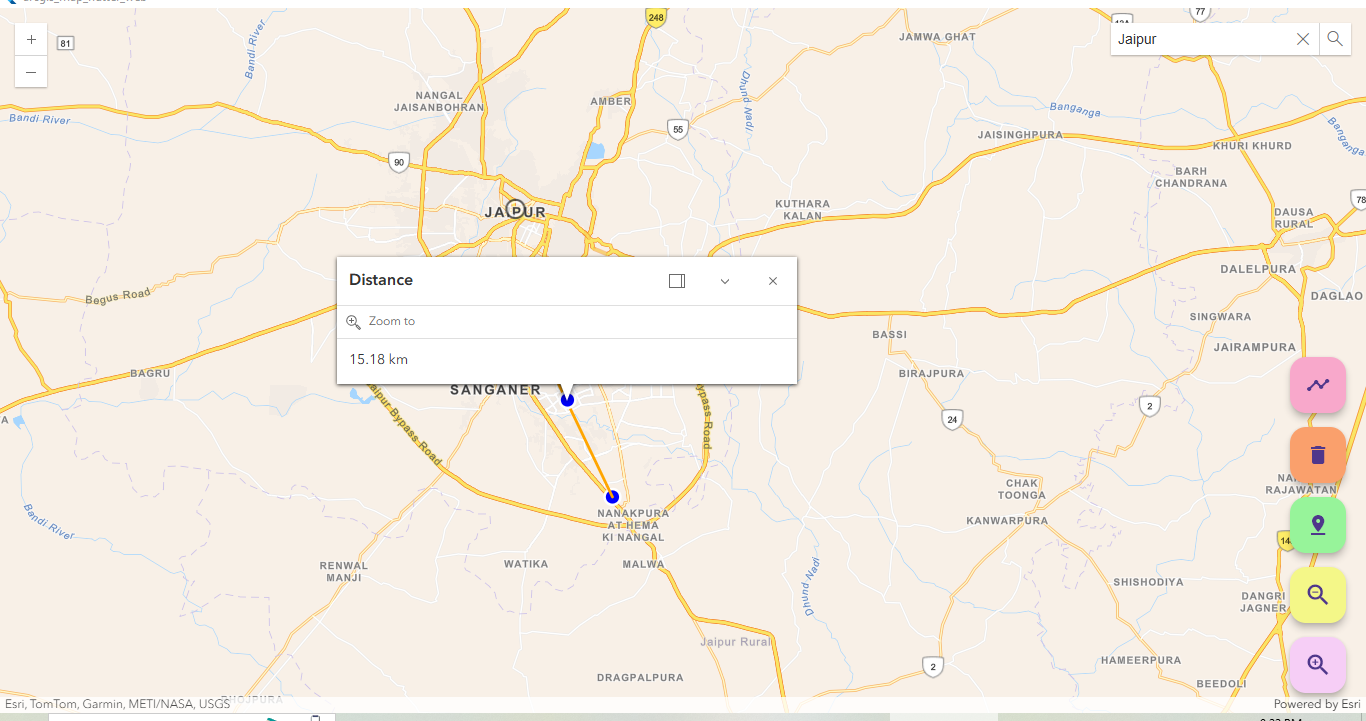 arcgis_map_flutter_web
248
77
81
JAMWA GHAT
Jaipur
Bandi River
NANGAL
JAISANBOHRAN
AMBER
Dhund Nadi
Banganga
Bandi River
55
JAISINGHPURA
Banganga
KHURI KHURD
90
BARH
CHANDRANA
JAIPUR
KUTHARA
KALAN
DAUSA
RURAL
78
DALELPURA
Distance
Begus Road
DAGLAO
Zoom to
SINGWARA
BASSI
15.18 km
JAIRAMPURA
BAGRU
BIRAJPURA
SANGANER
Jaipur Bypass Road
ypass Road
2
24
CHAK
TOONGA
RAJAWATAN
NANAKPURA
AT HEMA
KI NANGAL
KANWARPURA
Bandi River
14
RENWAL
MANJI
WATIKA
MALWA
Dhund Nadi
SHISHODIYA
DANGRI
JAGNER
Jaipur Rural
2
HAMEERPURA
DRAGPALPURA
BEEDOLI
BHOJPURA
Esri, TomTom, Garmin, METI/NASA, USGS
Powered by Esri